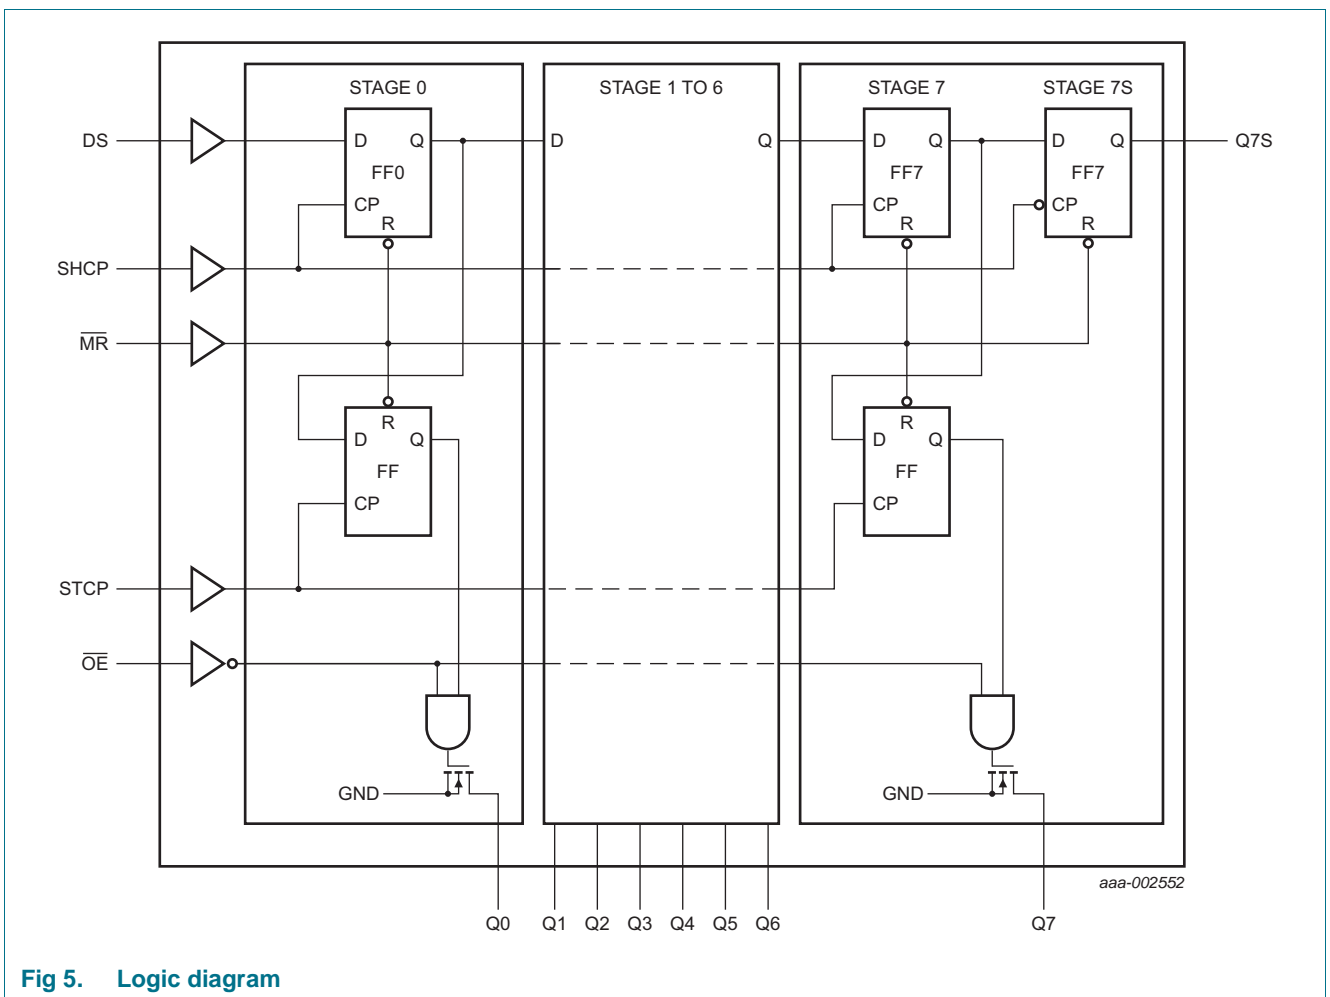 STAGE 0
STAGE 1 TO 6
STAGE 7
STAGE 7S
DS
D Q
FF0
CP
R
D
Q
D Q
FF7
CP
R
D Q
FF7
CP
R
Q7S
SHCP
MR
R
D Q
FF
CP
R
D Q
FF
CP
STCP
OE
GND
GND
aaa-002552
Q0 Q1 Q2 Q3 Q4 Q5 Q6 Q7
Fig 5. Logic diagram